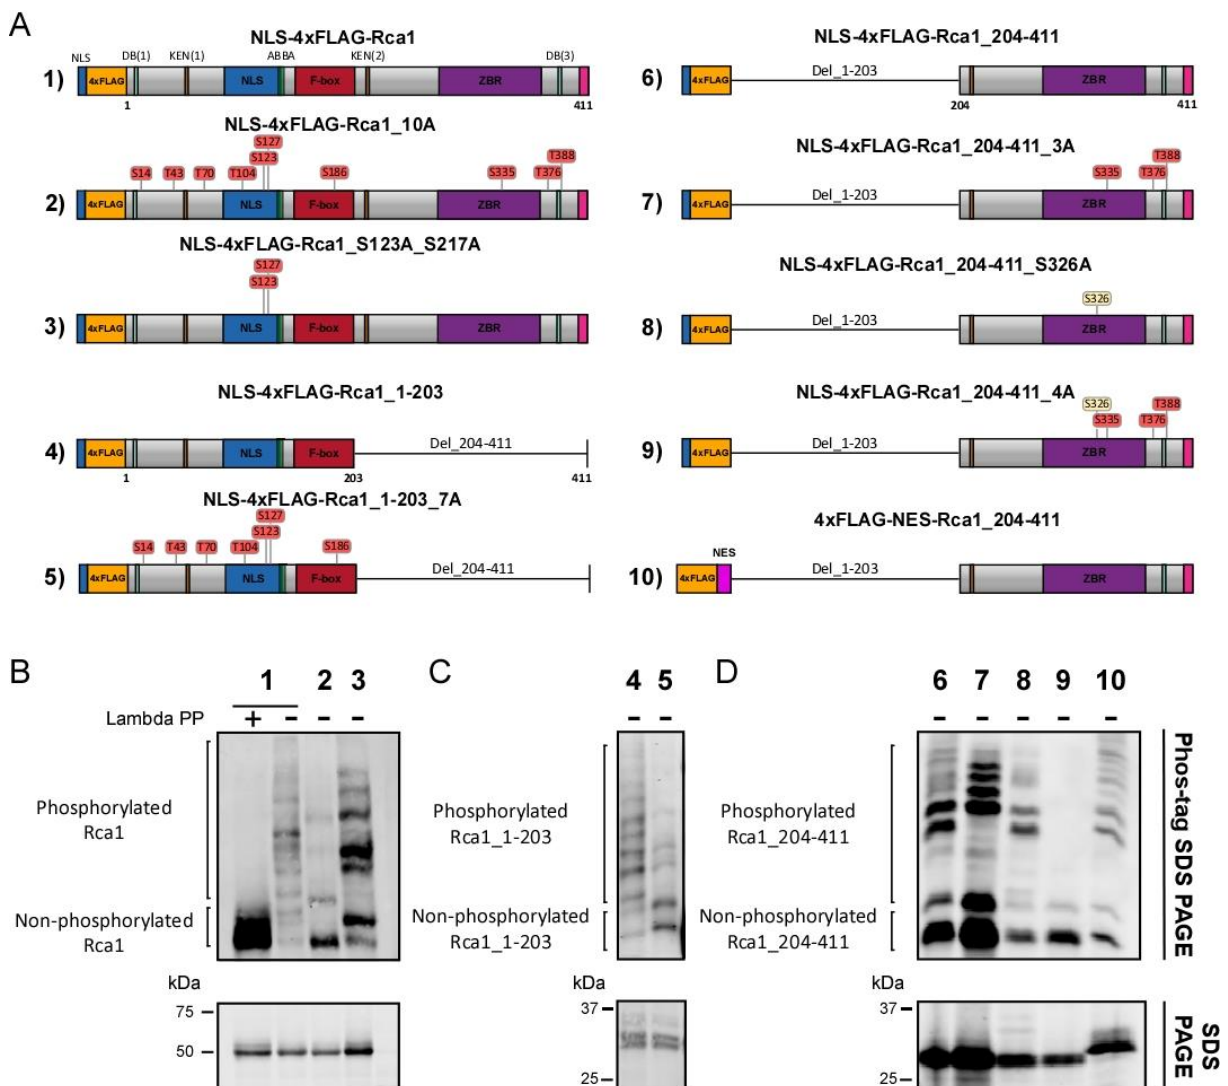 A
NLS-4xFLAG-Rca1
NLS DB(1) KEN(1) ABBA KEN(2) DB(3)
1) 4xFLAG NLS F-box ZBR
1 411
NLS-4xFLAG-Rca1_10A
S127
S123 T388
S14 T43 T70 T104 S186 S335 T376
2) 4xFLAG NLS F-box ZBR
NLS-4xFLAG-Rca1_S123A_S217A
S127
S123
3) 4xFLAG NLS F-box ZBR
NLS-4xFLAG-Rca1_1-203
Del_204-411
4) 4xFLAG NLS F-box
1 203 411
NLS-4xFLAG-Rca1_1-203_7A
S127
S123
S14 T43 T70 T104 S186
Del_204-411
5) 4xFLAG NLS F-box
NLS-4xFLAG-Rca1_204-411
Del_1-203
6) 4xFLAG ZBR
204 411
NLS-4xFLAG-Rca1_204-411_3A
T388
S335 T376
Del_1-203
7) 4xFLAG ZBR
NLS-4xFLAG-Rca1_204-411_S326A
S326
Del_1-203
8) 4xFLAG ZBR
NLS-4xFLAG-Rca1_204-411_4A
S326 T388
S335 T376
Del_1-203
9) 4xFLAG ZBR
4xFLAG-NES-Rca1_204-411
NES
Del_1-203
10) 4xFLAG ZBR
B
1 2 3
Lambda PP + - - -
Phosphorylated
Rca1
Non-phosphorylated
Rca1
kDa
75
50
C
4 5
- -
Phosphorylated
Rca1_1-203
Non-phosphorylated
Rca1_1-203
kDa
37
25
D
6 7 8 9 10
- - - - -
Phosphorylated
Rca1_204-411
Non-phosphorylated
Rca1_204-411
kDa
37
25
Phos-tag SDS PAGE
SDS
PAGE